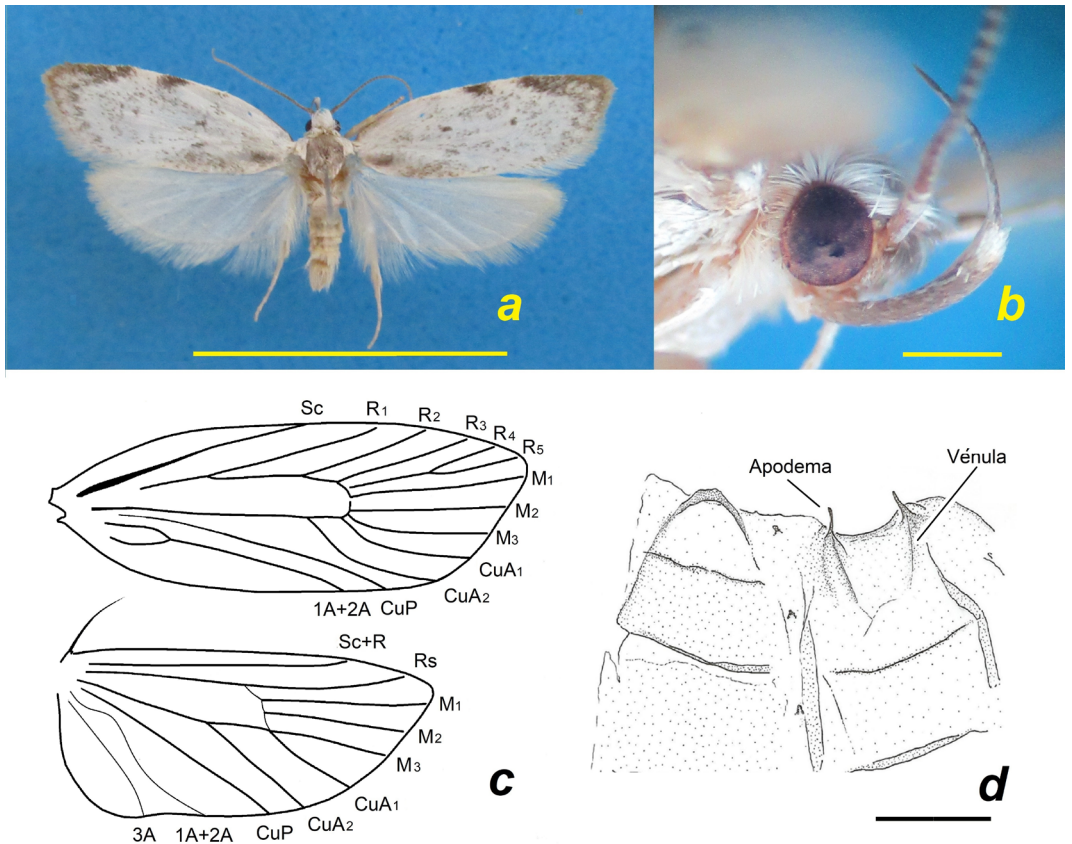 a
b
Sc R1 R2 R3 R4 R5
M1
M2
M3
CuA1
1A+2A CuP CuA2
Sc+R Rs
M1
M2
M3
CuA1
3A 1A+2A CuP CuA2
c
Apodema
Vénula
d